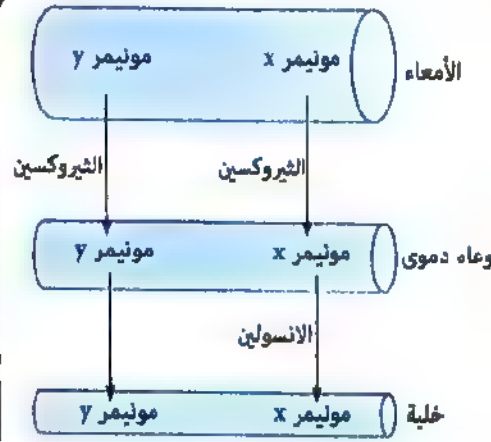 الأمعاء
مونيمر x
مونيمر y
الثيروكسين
الثيروكسين
وعاء دموى
مونيمر x
مونيمر y
الانسولين
خلية
مونيمر x
مونيمر y